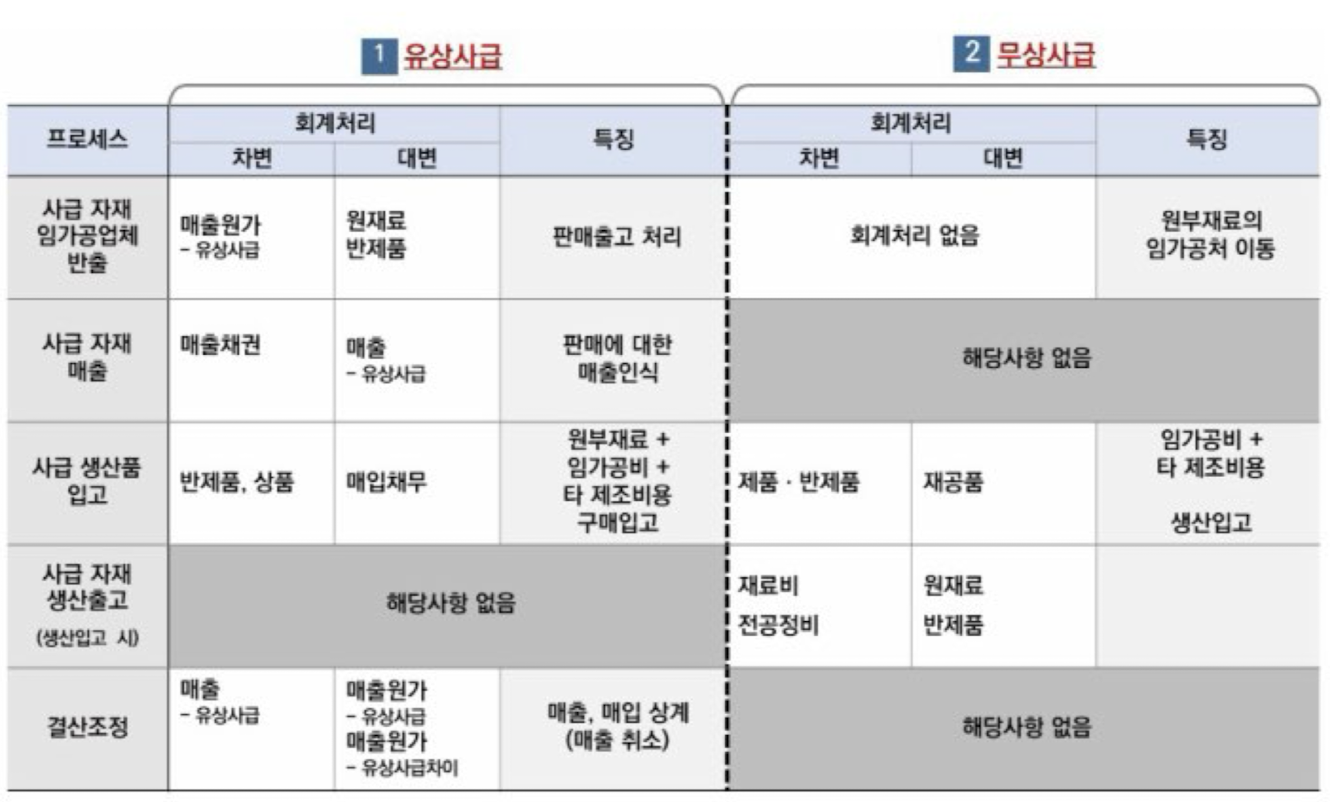 1 유상사급
2 무상사급
프로세스
회계처리
특징
회계처리
특징
차변
대변
차변
대변
사급 자재
임가공업체
반출
매출원가
- 유상사급
원재료
반제품
판매출고 처리
회계처리 없음
원부재료의
임가공처 이동
사급 자재
매출
매출채권
매출
- 유상사급
판매에 대한
매출인식
해당사항 없음
사급 생산품
입고
반제품, 상품
매입채무
원부재료 +
임가공비 +
타 제조비용
구매입고
제품 · 반제품
재공품
임가공비 +
타 제조비용
생산입고
사급 자재
생산출고
(생산입고 시)
해당사항 없음
재료비
전공정비
원재료
반제품
결산조정
매출
- 유상사급
매출원가
- 유상사급
매출원가
- 유상사급차이
매출, 매입 상계
(매출 취소)
해당사항 없음